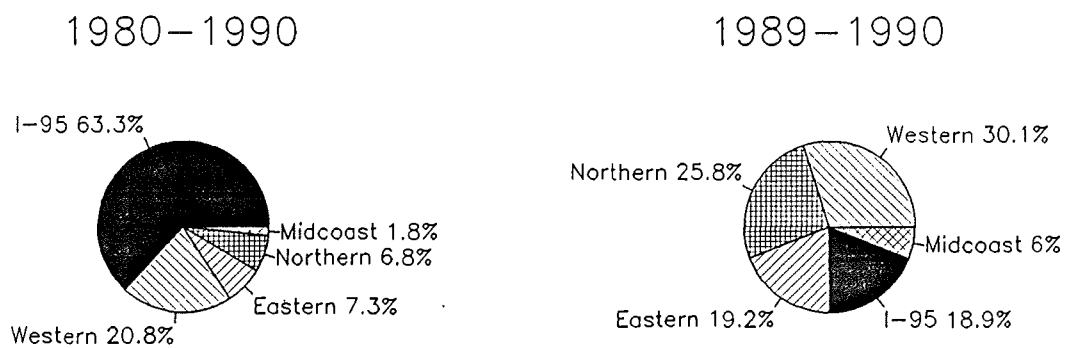 1980-1990
1989-1990
I-95 63.3%
Midcoast 1.8%
Northern 6.8%
Eastern 7.3%
Western 20.8%
Western 30.1%
Northern 25.8%
Midcoast 6%
Eastern 19.2%
I-95 18.9%